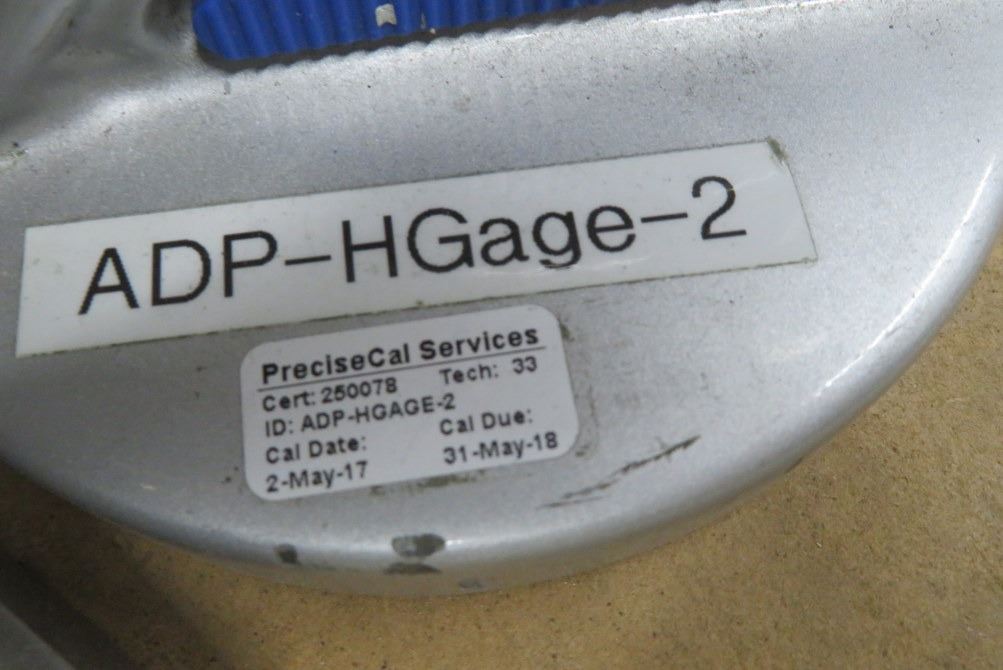 ADP-HGage-2
PreciseCal Services
Cert: 250078 Tech: 33
ID: ADP-HGAGE-2
Cal Date: Cal Due:
2-May-17 31-May-18